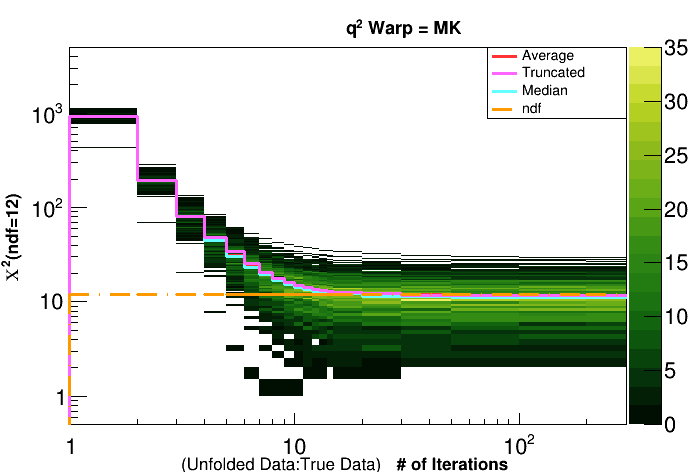 q² Warp = MK
Average
Truncated
Median
ndf
χ²(ndf=12)
10³
10²
10
1
35
30
25
20
15
10
5
0
1
10
10²
(Unfolded Data:True Data) # of Iterations